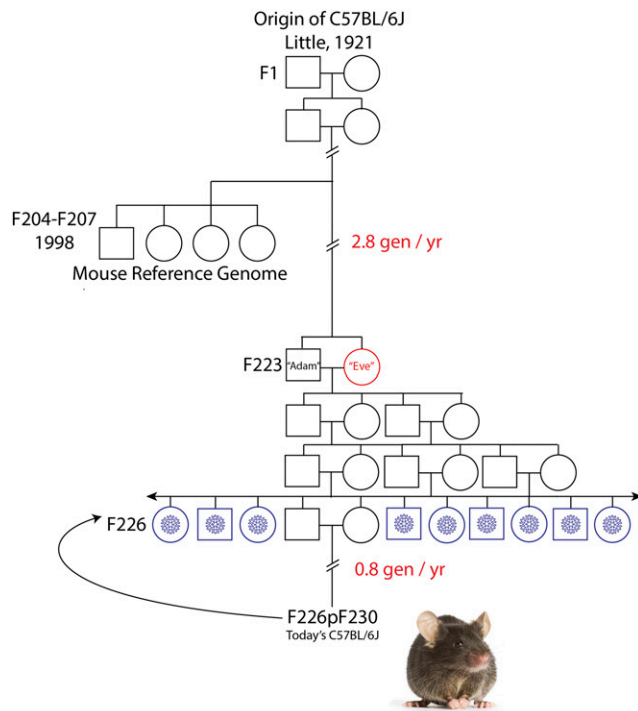 Origin of C57BL/6J
Little, 1921
F1
F204-F207
1998
Mouse Reference Genome
2.8 gen / yr
F223
"Adam"
"Eve"
F226
0.8 gen / yr
F226pF230
Today's C57BL/6J